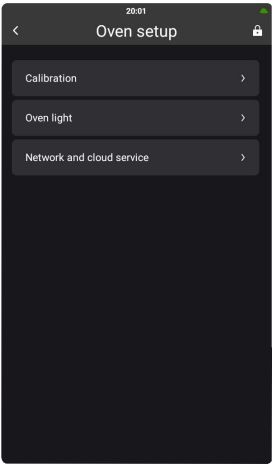 20:01
Oven setup
Calibration
Oven light
Network and cloud service